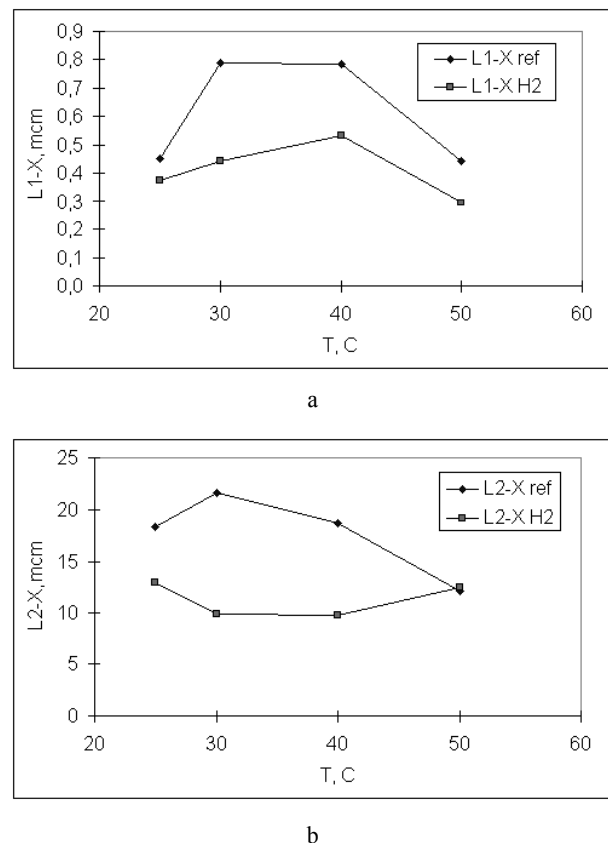 0,9
0,8
0,7
0,6
0,5
0,4
0,3
0,2
0,1
0,0
L1-X, mcm
L1-X ref
L1-X H2
20 30 40 50 60
T, C
a
25
20
15
10
5
0
L2-X,mcm
L2-X ref
L2-X H2
20 30 40 50 60
T, C
b